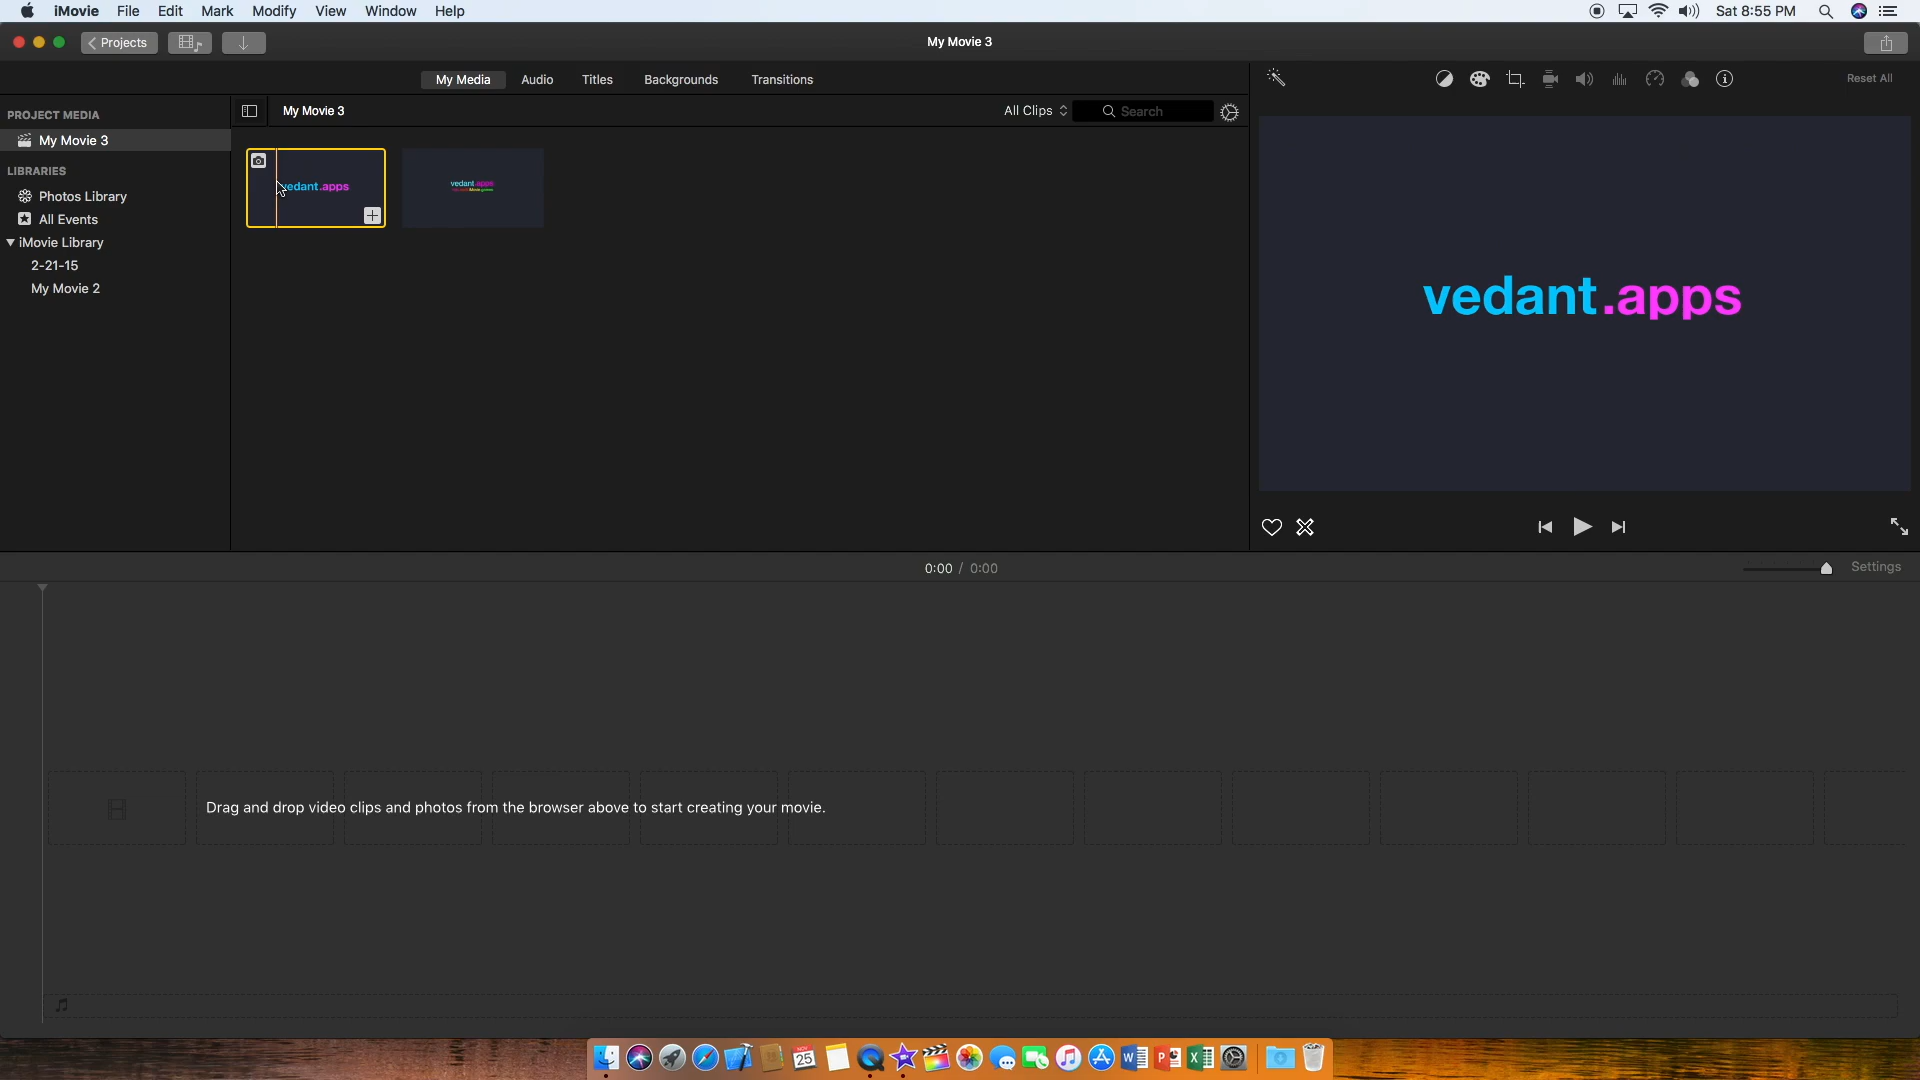 iMovie File Edit Mark Modify View Window Help Sat 8:55 PM
Projects My Movie 3
My Media Audio Titles Backgrounds Transitions Reset All
PROJECT MEDIA
My Movie 3
LIBRARIES
Photos Library
All Events
iMovie Library
2-21-15
My Movie 2
My Movie 3 All Clips Search
vedant.apps
vedant.apps
vedant.apps
0:00 / 0:00 Settings
Drag and drop video clips and photos from the browser above to start creating your movie.
NOV
25